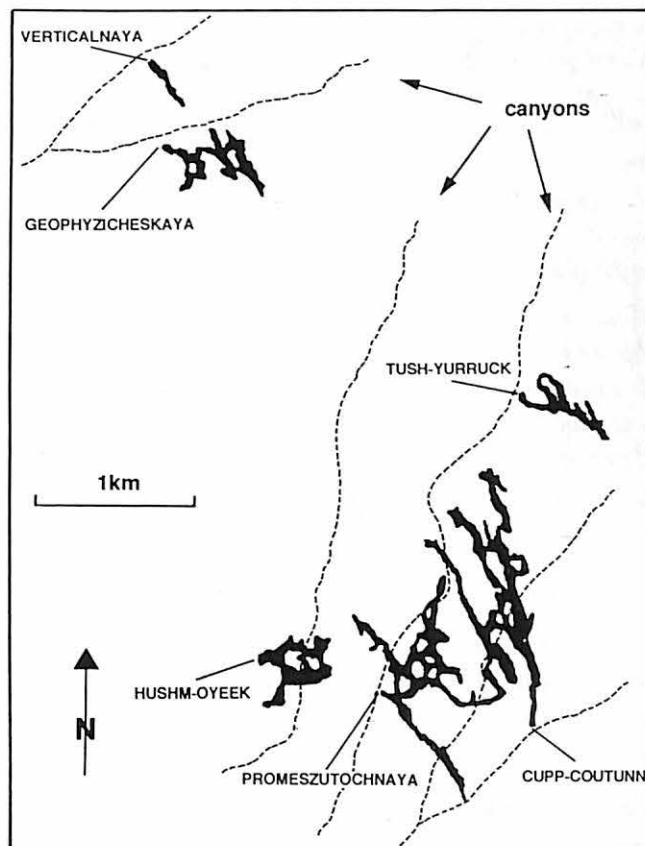 VERTICALNAYA
canyons
GEOPHYZICHESKAYA
TUSH-YURRUCK
1km
HUSHM-OYEEK
N
PROMESZUTOCHNAYA
CUPP-COUTUNN